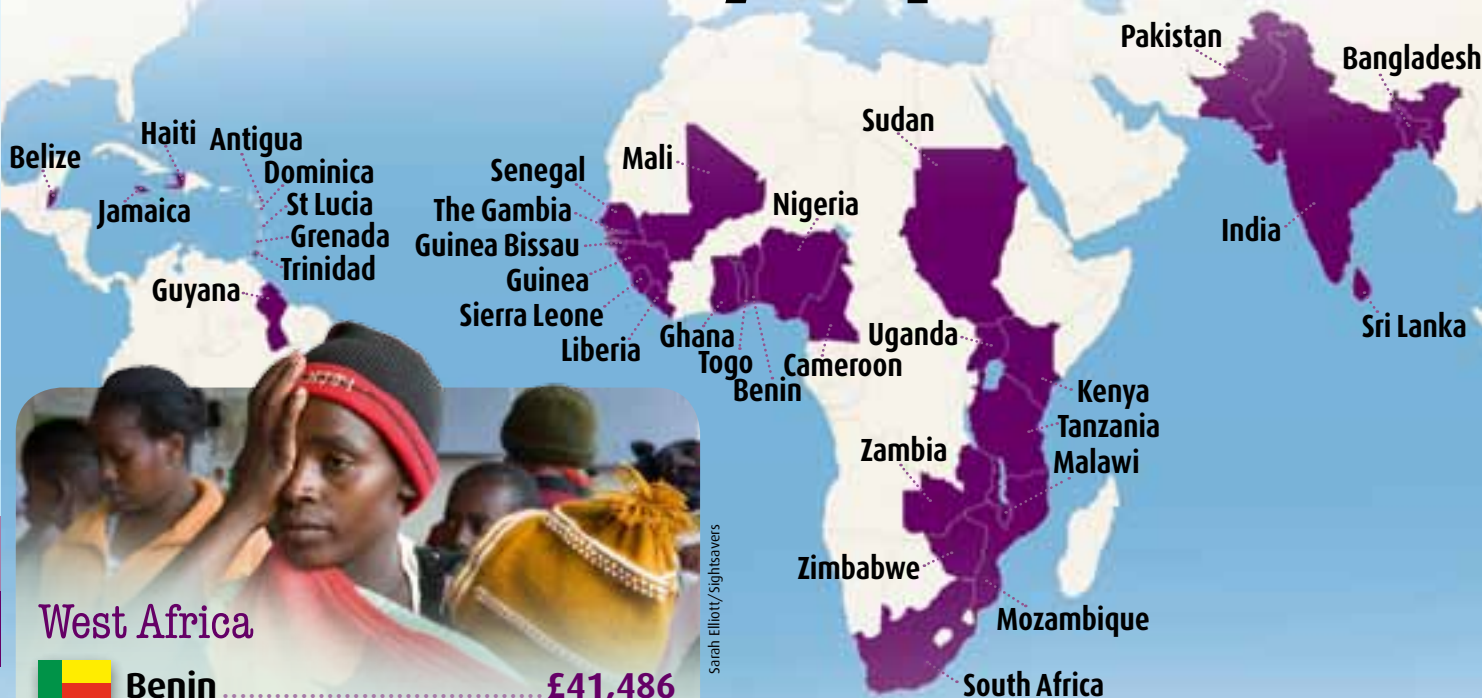 Pakistan
Bangladesh
Sudan
Haiti
Antigua
Belize
Dominica
Senegal
Mali
St Lucia
Jamaica
The Gambia
Nigeria
Grenada
Guinea Bissau
India
Trinidad
Guinea
Guyana
Sierra Leone
Ghana
Uganda
Sri Lanka
Liberia
Togo
Cameroon
Benin
Kenya
Tanzania
Zambia
Malawi
Zimbabwe
Mozambique
South Africa
Sarah Elliott/Sightsavers
West Africa
Benin £41,486